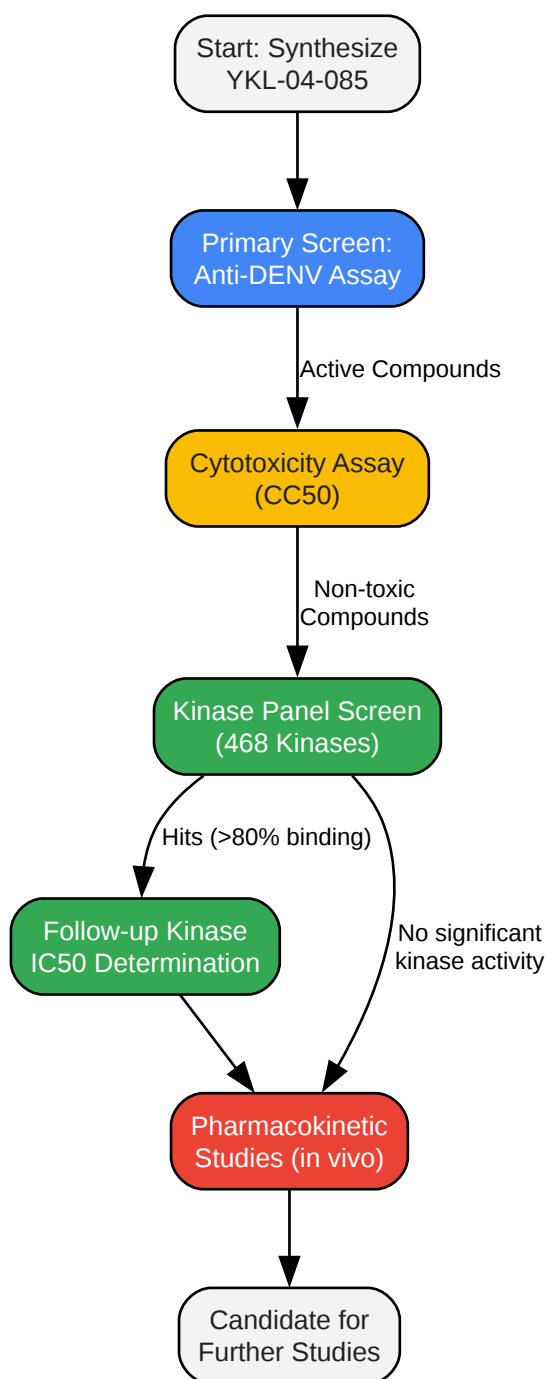 Start: Synthesize
YKL-04-085
Primary Screen:
Anti-DENV Assay
Active Compounds
Cytotoxicity Assay
(CC50)
Non-toxic
Compounds
Kinase Panel Screen
(468 Kinases)
Hits (>80% binding)
Follow-up Kinase
IC50 Determination
No significant
kinase activity
Pharmacokinetic
Studies (in vivo)
Candidate for
Further Studies